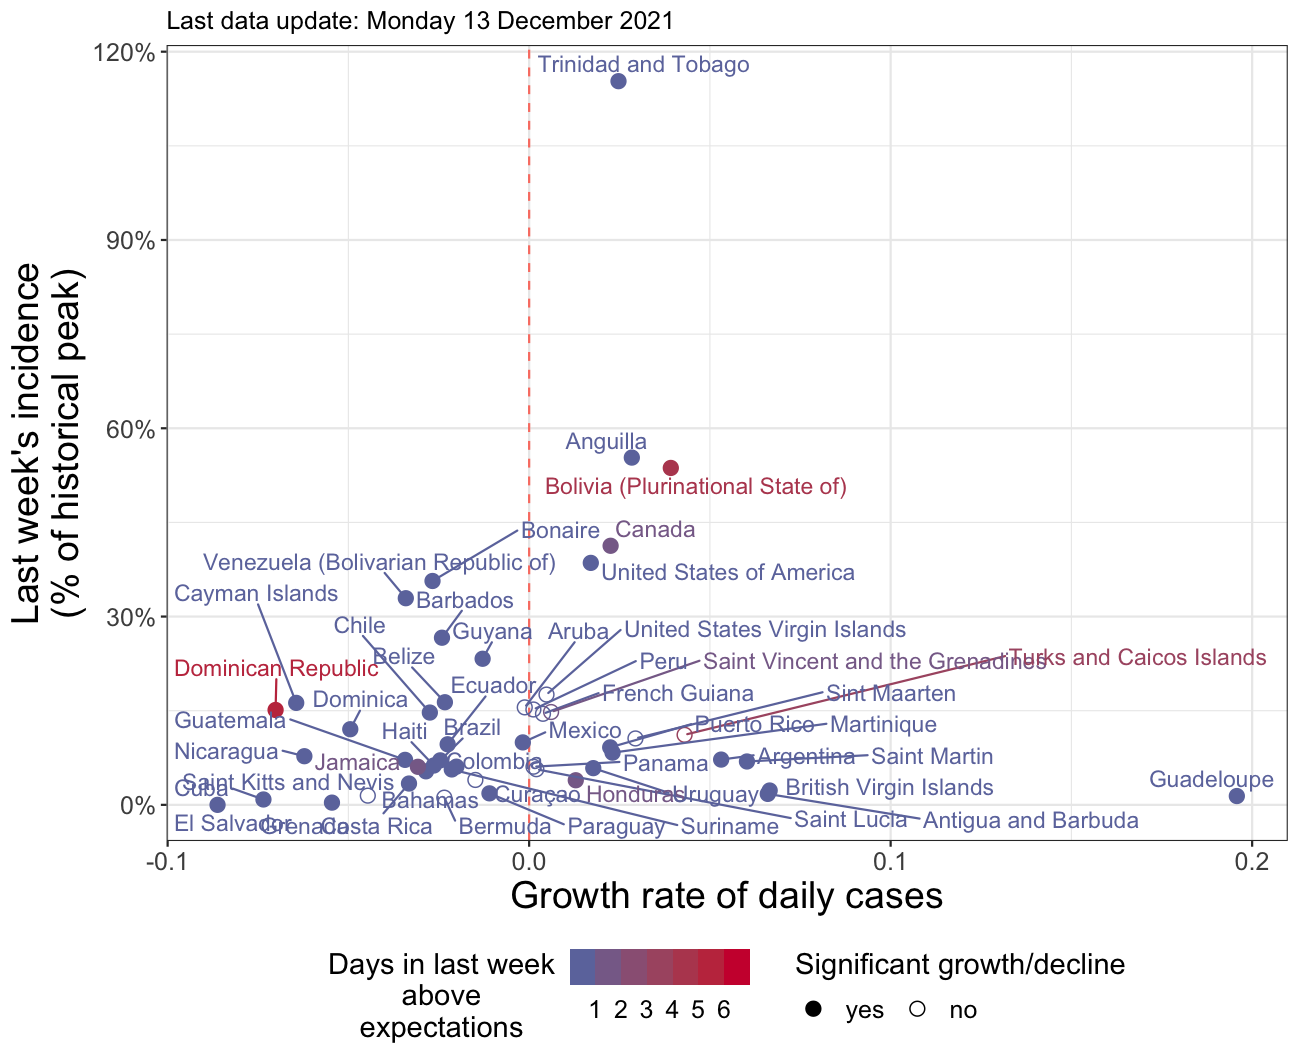 Last data update: Monday 13 December 2021
120%
90%
60%
30%
0%
Last week's incidence
(% of historical peak)
Trinidad and Tobago
Anguilla
Bolivia (Plurinational State of)
Canada
Bonaire
Venezuela (Bolivarian Republic of)
United States of America
Cayman Islands
Barbados
Chile
Guyana
Aruba
United States Virgin Islands
Belize
Peru
Saint Vincent and the Grenadines
Turks and Caicos Islands
Dominican Republic
Ecuador
Dominica
French Guiana
Sint Maarten
Guatemala
Haiti
Brazil
Mexico
Puerto Rico
Martinique
Nicaragua
Jamaica
Colombia
Panama
Argentina
Saint Martin
Saint Kitts and Nevis
Cuba
Bahamas
Curaçao
Honduras
Uruguay
British Virgin Islands
Guadeloupe
El Salvador
Grenada
Costa Rica
Bermuda
Paraguay
Suriname
Saint Lucia
Antigua and Barbuda
-0.1
0.0
0.1
0.2
Growth rate of daily cases
Days in last week
above
expectations
1 2 3 4 5 6
Significant growth/decline
yes
no